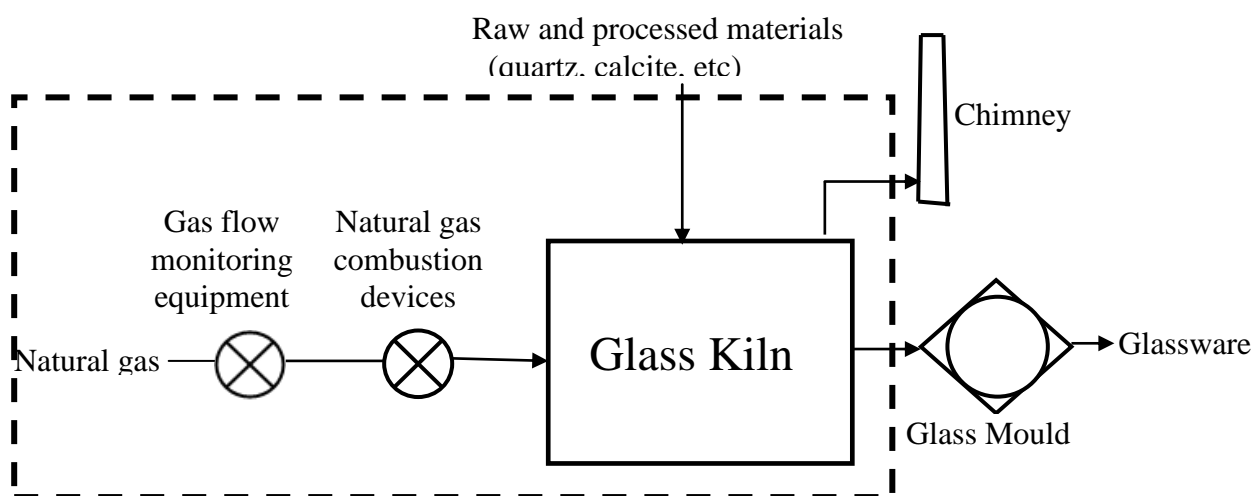 Raw and processed materials
(quartz, calcite, etc)
Chimney
Gas flow
monitoring
equipment
Natural gas
combustion
devices
Natural gas
Glass Kiln
Glassware
Glass Mould